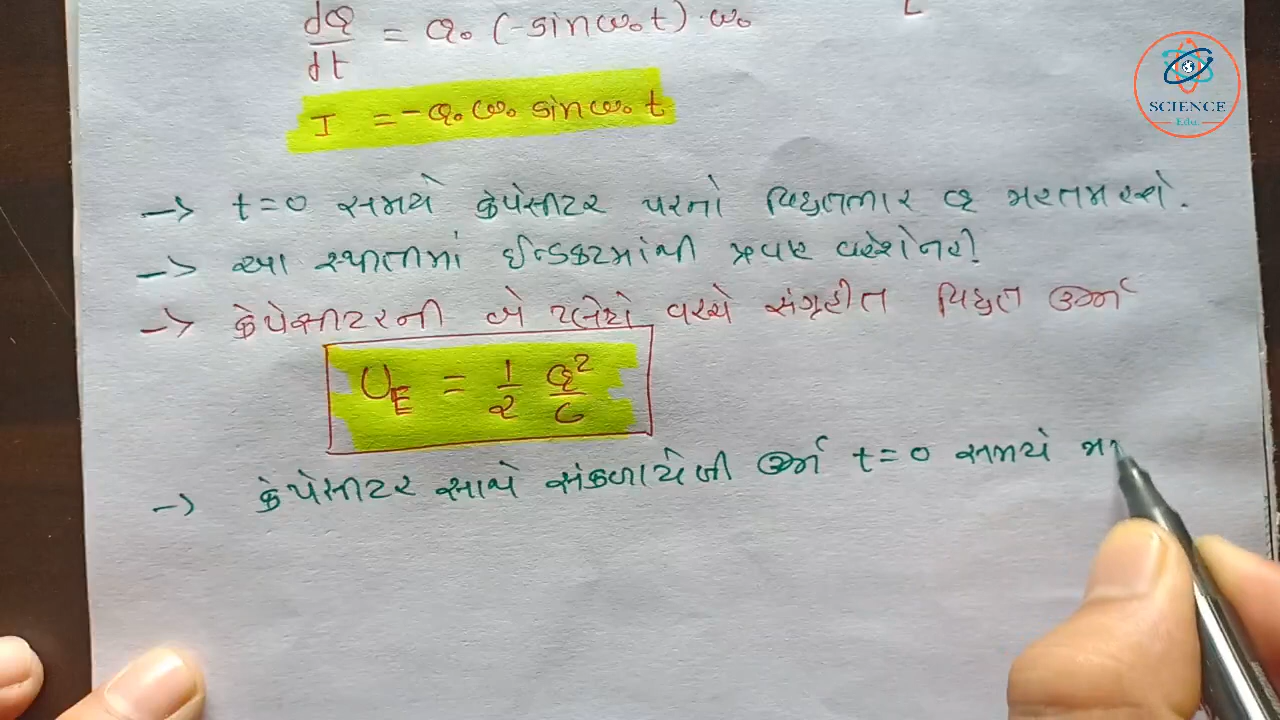 dQ/dt = Q₀ (-sinω₀t)·ω₀
I = -Q₀ω₀ sinω₀t
SCIENCE
Edu.
→ t=0 સમયે કેપેસીટર પરનો વિદ્યુતભાર Q મહત્તમ હશે.
→ આ સ્થિતીમાં ઈન્ડક્ટરમાંથી પ્રવાહ વહેશે નહી.
→ કેપેસીટરની બે પ્લેટો વચ્ચે સંગ્રહીત વિદ્યુત ઊર્જા
U_E = 1/2 Q²/C
→ કેપેસીટર સાથે સંકળાયેલી ઊર્જા t=0 સમયે મ